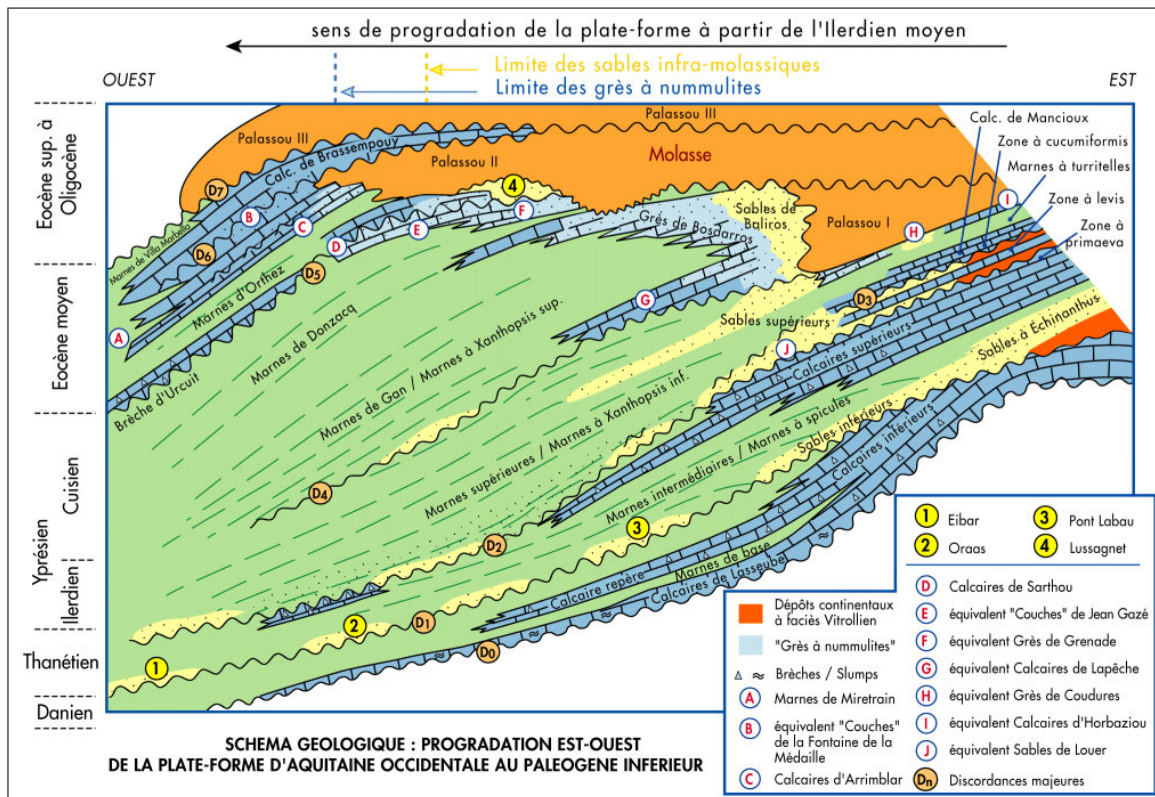 sens de progradation de la plate-forme à partir de l'Ilerdien moyen
OUEST
EST
Limite des sables infra-molassiques
Limite des grès à nummulites
Eocène sup. à
Oligocène
Eocène moyen
Yprésien
Cuisien
Ilerdien
Thanétien
Danien
Palassou III
Palassou III
Calc. de Brassempouy
Palassou II
Molasse
Palassou I
Calc. de Mancioux
Zone à cucumiformis
Marnes à turritelles
Zone à levis
Zone à
primaeva
D7
B
C
4
F
E
D
D6
D5
A
Marnes de Villa Marbella
Marnes d'Orthez
Brèche d'Urcuit
Marnes de Donzacq
Grès de Bosdarros
Sables de
Baliros
H
I
G
D3
J
Marnes de Gan / Marnes à Xanthopsis sup.
Sables supérieurs
Calcaires supérieurs
Sables à Echinanthus
Marnes supérieures / Marnes à Xanthopsis inf.
Marnes intermédiaires / Marnes à spicules
Sables inférieurs
Calcaires inférieurs
D4
D2
3
2
D1
1
D0
Calcaire repère
Marnes de base
Calcaires de Lasseube
1 Eibar
2 Oraas
3 Pont Labau
4 Lussagnet
Dépôts continentaux
à faciès Vitrollien
"Grès à nummulites"
Brèches / Slumps
A Marnes de Miretrain
B équivalent "Couches"
de la Fontaine de la
Médaille
C Calcaires d'Arrimblar
D Calcaires de Sarthou
E équivalent "Couches" de Jean Gazé
F équivalent Grès de Grenade
G équivalent Calcaires de Lapêche
H équivalent Grès de Coudures
I équivalent Calcaires d'Horbaziou
J équivalent Sables de Louer
Dn Discordances majeures
SCHEMA GEOLOGIQUE : PROGRADATION EST-OUEST
DE LA PLATE-FORME D'AQUITAINE OCCIDENTALE AU PALEOGENE INFERIEUR